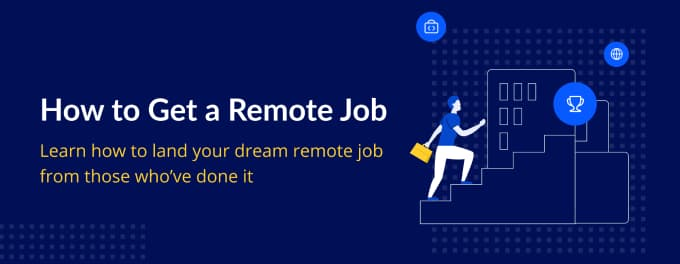 How to Get a Remote Job
Learn how to land your dream remote job
from those who've done it